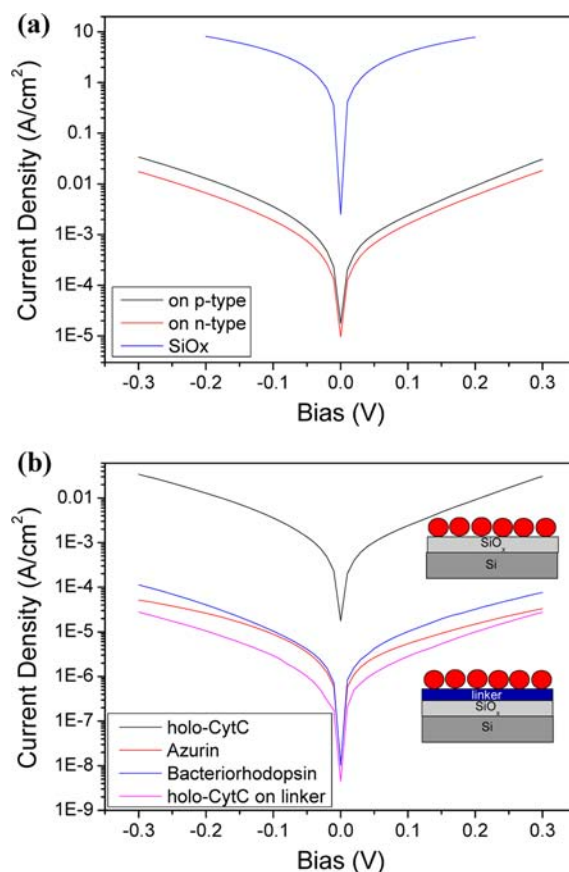 (a)
10
1
0.1
0.01
1E-3
1E-4
1E-5
Current Density (A/cm²)
on p-type
on n-type
SiOx
-0.3 -0.2 -0.1 0.0 0.1 0.2 0.3
Bias (V)
(b)
0.01
1E-3
1E-4
1E-5
1E-6
1E-7
1E-8
1E-9
Current Density (A/cm²)
SiOₓ
Si
linker
SiOₓ
Si
holo-CytC
Azurin
Bacteriorhodopsin
holo-CytC on linker
-0.3 -0.2 -0.1 0.0 0.1 0.2 0.3
Bias (V)